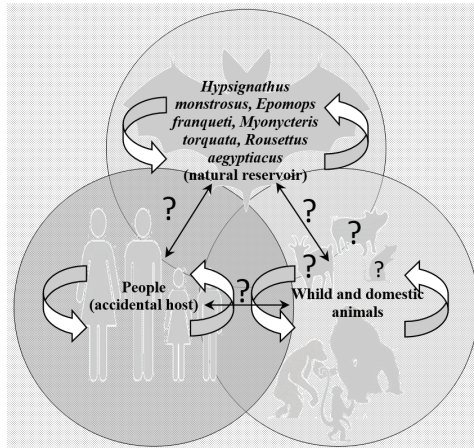 Hypsignathus
monstrosus, Epomops
franqueti, Myonycteris
torquata, Rousettus
aegyptiacus
(natural reservoir)
?
?
?
?
?
People
(accidental host)
?
Whild and domestic
animals